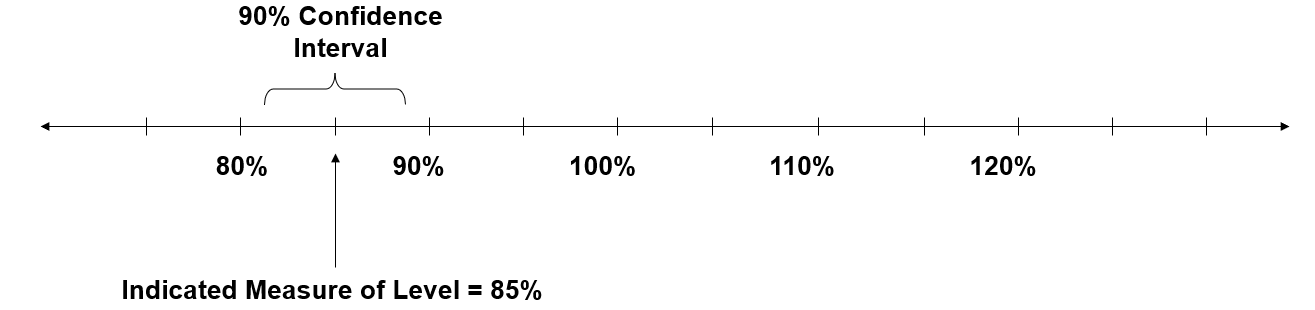 90% Confidence
Interval
80%
90%
100%
110%
120%
Indicated Measure of Level = 85%